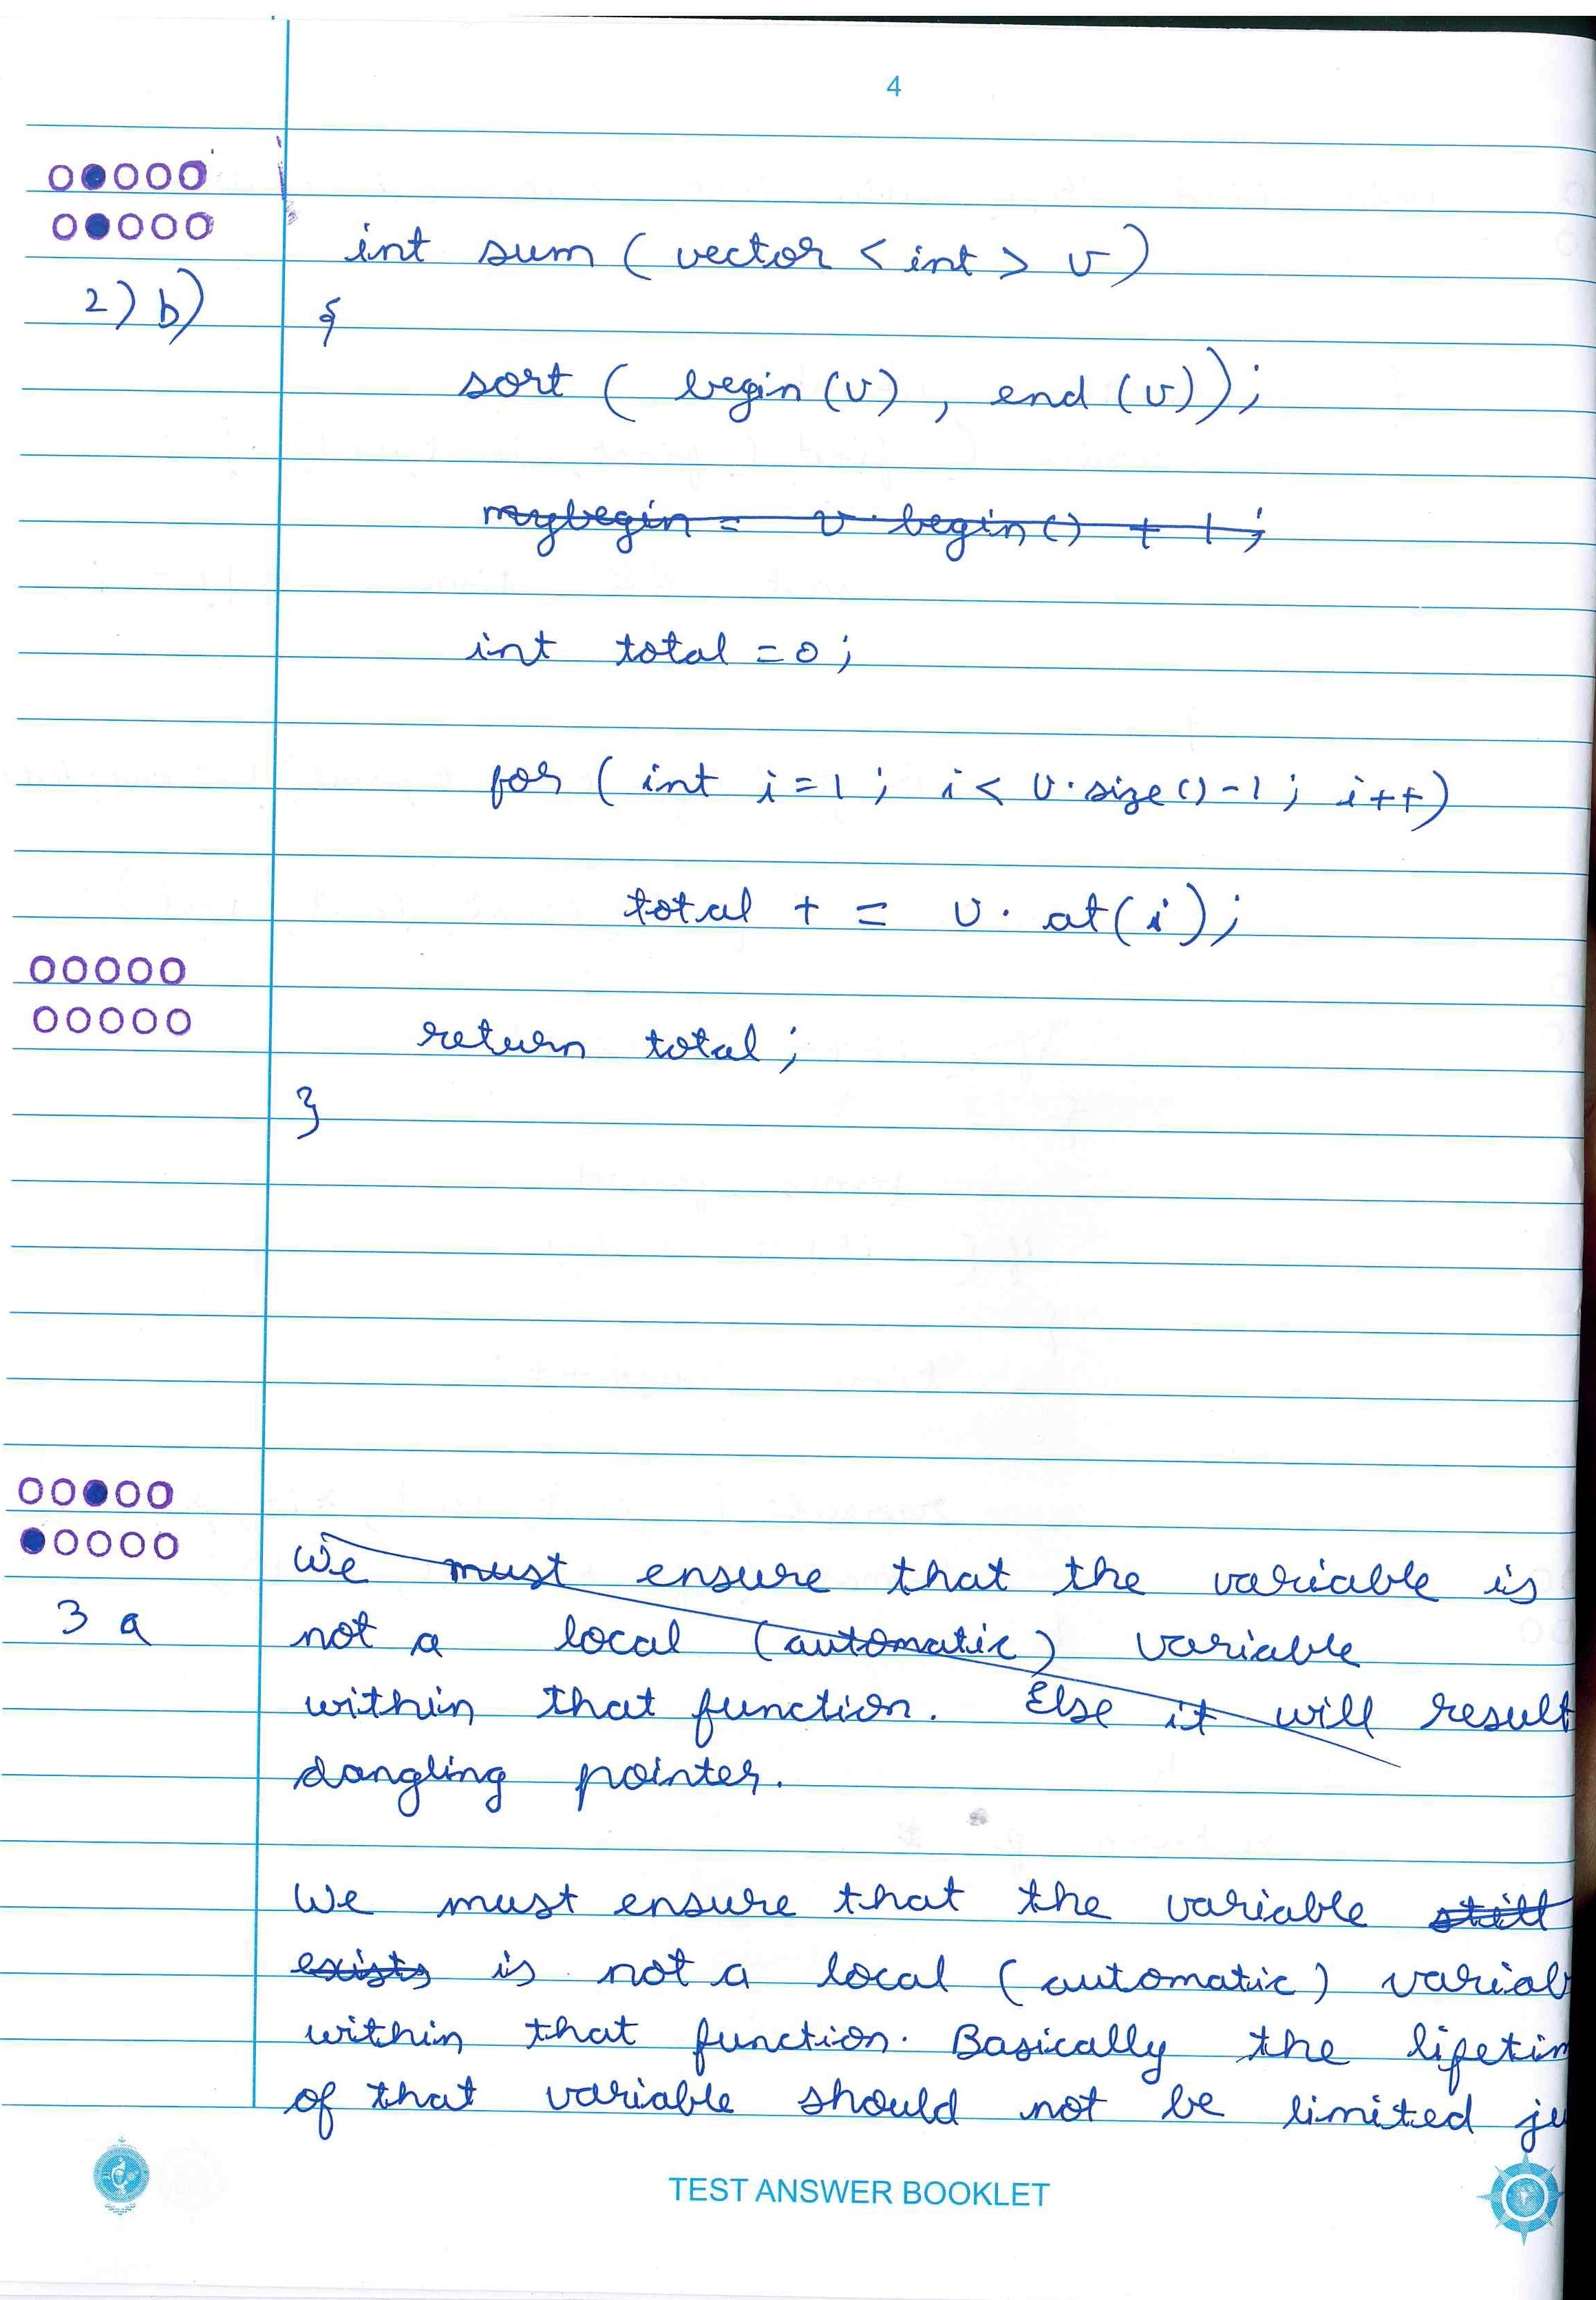 4
int sum ( vector < int > v )
2) b)
{
sort ( begin (v) , end (v));
mybegin = v. begin () + 1 ;
int total = 0 ;
for ( int i = 1 ; i < v.size () - 1 ; i ++ )
total + = v. at ( i ) ;
return total ;
}
We must ensure that the variable is
3 a
not a local (automatic) variable
within that function. Else it will result
dangling pointer.
We must ensure that the variable still
exists is not a local (automatic) variab
within that function. Basically the lifetim
of that variable should not be limited ju
TEST ANSWER BOOKLET